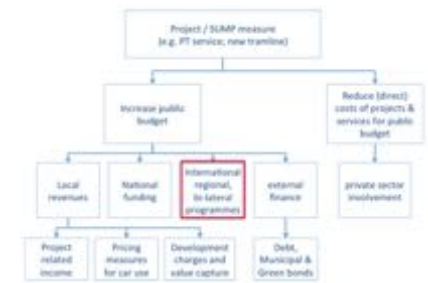 Project / SUMP measure
(e.g. PT service, new tramline)
Increase public
budget
Reduce (direct)
costs of projects &
services for public
budget
Local
revenues
National
funding
International
regional,
bi-lateral
programmes
external
finance
private sector
involvement
Project
related
income
Pricing
measures
for car use
Development
charges and
value capture
Debt,
Municipal &
Green bonds